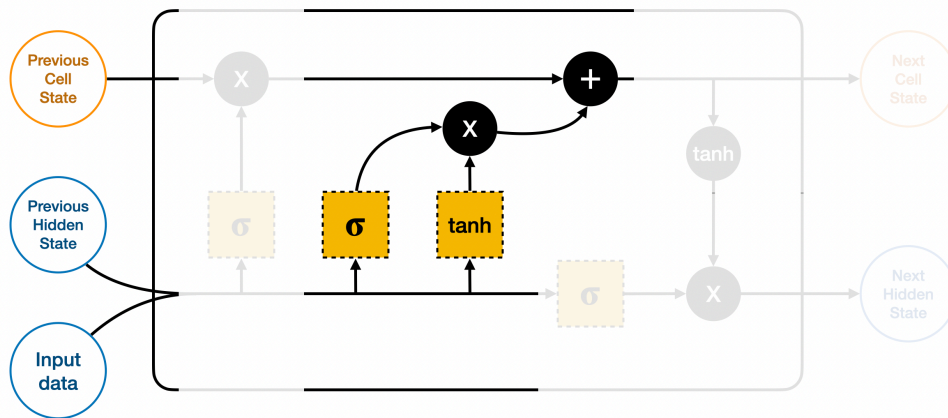 Previous
Cell
State
X
+
Next
Cell
State
X
tanh
Previous
Hidden
State
σ
σ
tanh
σ
X
Next
Hidden
State
Input
data